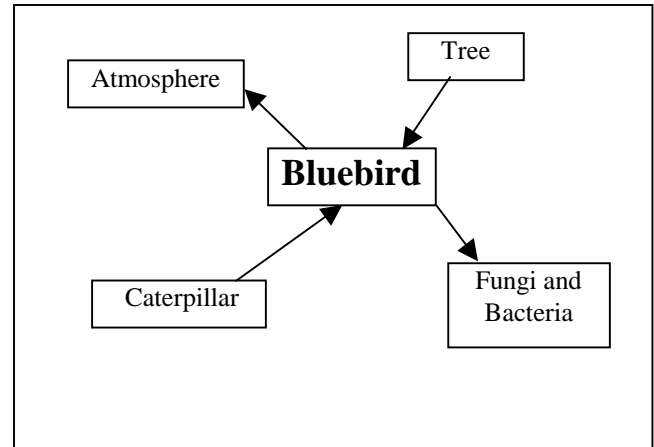 Tree
Atmosphere
Bluebird
Caterpillar
Fungi and
Bacteria